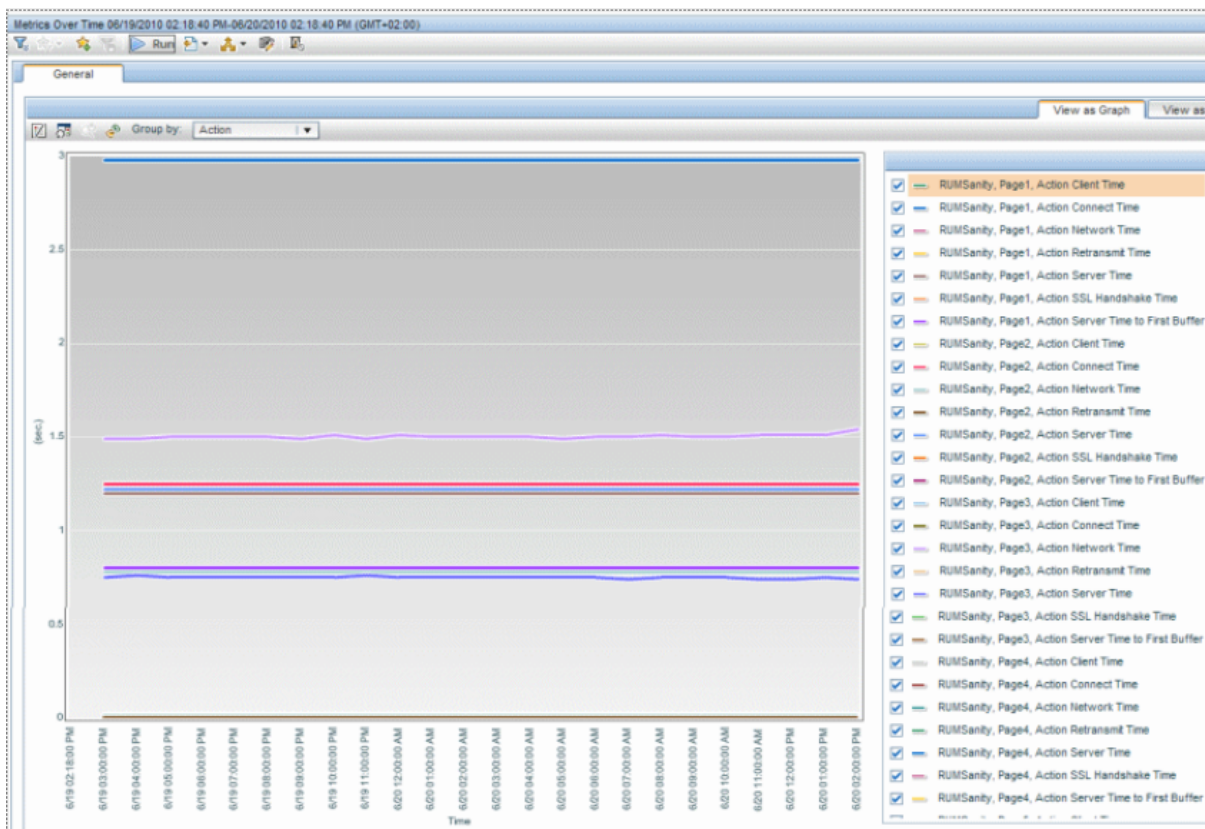 Metrics Over Time 06/19/2010 02:18:40 PM-06/20/2010 02:18:40 PM (GMT+02:00)
Run
General
View as Graph
View as
Group by: Action
3
2.5
2
1.5
1
0.5
0
(sec.)
6/19 02:18:00 PM
6/19 03:00:00 PM
6/19 04:00:00 PM
6/19 05:00:00 PM
6/19 06:00:00 PM
6/19 07:00:00 PM
6/19 08:00:00 PM
6/19 09:00:00 PM
6/19 10:00:00 PM
6/19 11:00:00 PM
6/20 12:00:00 AM
6/20 01:00:00 AM
6/20 02:00:00 AM
6/20 03:00:00 AM
6/20 04:00:00 AM
6/20 05:00:00 AM
6/20 06:00:00 AM
6/20 07:00:00 AM
6/20 08:00:00 AM
6/20 09:00:00 AM
6/20 10:00:00 AM
6/20 11:00:00 AM
6/20 12:00:00 PM
6/20 01:00:00 PM
6/20 02:00:00 PM
Time
RUMSanity, Page1, Action Client Time
RUMSanity, Page1, Action Connect Time
RUMSanity, Page1, Action Network Time
RUMSanity, Page1, Action Retransmit Time
RUMSanity, Page1, Action Server Time
RUMSanity, Page1, Action SSL Handshake Time
RUMSanity, Page1, Action Server Time to First Buffer
RUMSanity, Page2, Action Client Time
RUMSanity, Page2, Action Connect Time
RUMSanity, Page2, Action Network Time
RUMSanity, Page2, Action Retransmit Time
RUMSanity, Page2, Action Server Time
RUMSanity, Page2, Action SSL Handshake Time
RUMSanity, Page2, Action Server Time to First Buffer
RUMSanity, Page3, Action Client Time
RUMSanity, Page3, Action Connect Time
RUMSanity, Page3, Action Network Time
RUMSanity, Page3, Action Retransmit Time
RUMSanity, Page3, Action Server Time
RUMSanity, Page3, Action SSL Handshake Time
RUMSanity, Page3, Action Server Time to First Buffer
RUMSanity, Page4, Action Client Time
RUMSanity, Page4, Action Connect Time
RUMSanity, Page4, Action Network Time
RUMSanity, Page4, Action Retransmit Time
RUMSanity, Page4, Action Server Time
RUMSanity, Page4, Action SSL Handshake Time
RUMSanity, Page4, Action Server Time to First Buffer